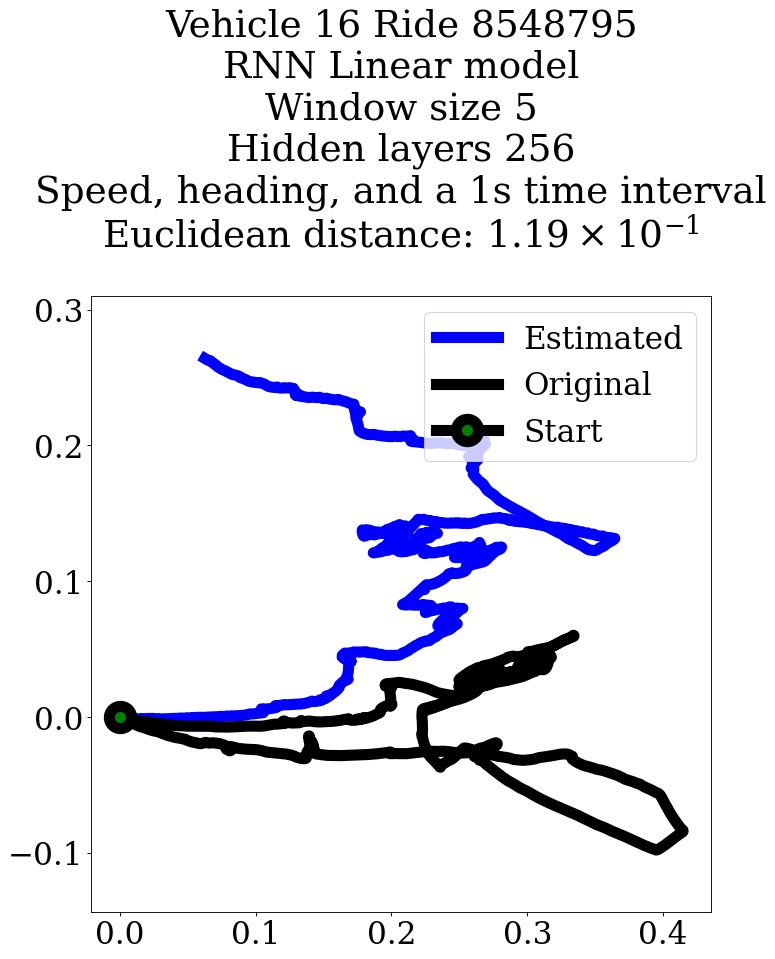 Vehicle 16 Ride 8548795
RNN Linear model
Window size 5
Hidden layers 256
Speed, heading, and a 1s time interval
Euclidean distance: 1.19 × 10⁻¹
0.3
0.2
0.1
0.0
−0.1
Estimated
Original
Start
0.0 0.1 0.2 0.3 0.4